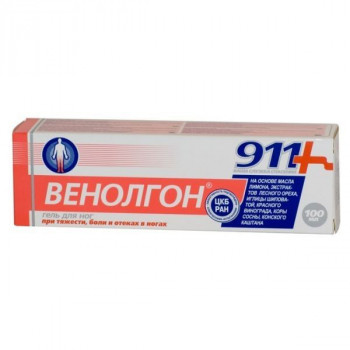 911+
ВЕНОЛГОН®
гель для ног
при тяжести, боли и отеках в ногах
ЦКБ
РАН
НА ОСНОВЕ МАСЛА
ЛИМОНА, ЭКСТРАК-
ТОВ ЛЕСНОГО ОРЕХА,
ИГЛИЦЫ ШИПОВА-
ТОЙ, КРАСНОГО
ВИНОГРАДА, КОРЫ
СОСНЫ, КОНСКОГО
КАШТАНА
100